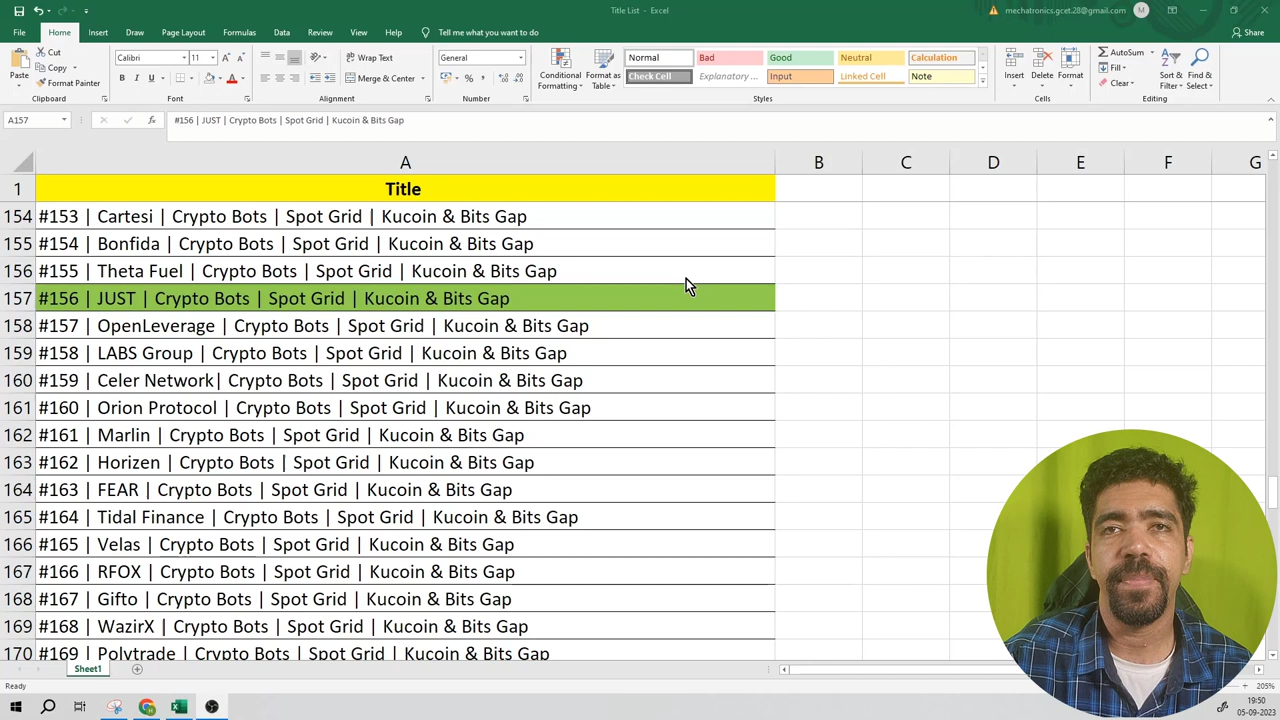 Title List - Excel
mechatronics.gcet.28@gmail.com
M
File Home Insert Draw Page Layout Formulas Data Review View Help Tell me what you want to do
Share
Paste
Cut
Copy
Format Painter
Clipboard
Calibri 11
B I U
Font
Wrap Text
Merge & Center
Alignment
General
Number
Conditional Formatting
Format as Table
Normal Bad Good Neutral Calculation
Check Cell Explanatory ... Input Linked Cell Note
Styles
Insert Delete Format
Cells
AutoSum
Fill
Clear
Sort & Filter
Find & Select
Editing
A157
#156 | JUST | Crypto Bots | Spot Grid | Kucoin & Bits Gap
A B C D E F G
1 Title
154 #153 | Cartesi | Crypto Bots | Spot Grid | Kucoin & Bits Gap
155 #154 | Bonfida | Crypto Bots | Spot Grid | Kucoin & Bits Gap
156 #155 | Theta Fuel | Crypto Bots | Spot Grid | Kucoin & Bits Gap
157 #156 | JUST | Crypto Bots | Spot Grid | Kucoin & Bits Gap
158 #157 | OpenLeverage | Crypto Bots | Spot Grid | Kucoin & Bits Gap
159 #158 | LABS Group | Crypto Bots | Spot Grid | Kucoin & Bits Gap
160 #159 | Celer Network| Crypto Bots | Spot Grid | Kucoin & Bits Gap
161 #160 | Orion Protocol | Crypto Bots | Spot Grid | Kucoin & Bits Gap
162 #161 | Marlin | Crypto Bots | Spot Grid | Kucoin & Bits Gap
163 #162 | Horizen | Crypto Bots | Spot Grid | Kucoin & Bits Gap
164 #163 | FEAR | Crypto Bots | Spot Grid | Kucoin & Bits Gap
165 #164 | Tidal Finance | Crypto Bots | Spot Grid | Kucoin & Bits Gap
166 #165 | Velas | Crypto Bots | Spot Grid | Kucoin & Bits Gap
167 #166 | RFOX | Crypto Bots | Spot Grid | Kucoin & Bits Gap
168 #167 | Gifto | Crypto Bots | Spot Grid | Kucoin & Bits Gap
169 #168 | WazirX | Crypto Bots | Spot Grid | Kucoin & Bits Gap
170 #169 | Polytrade | Crypto Bots | Spot Grid | Kucoin & Bits Gap
Sheet1
Ready
205%
19:50
05-09-2023